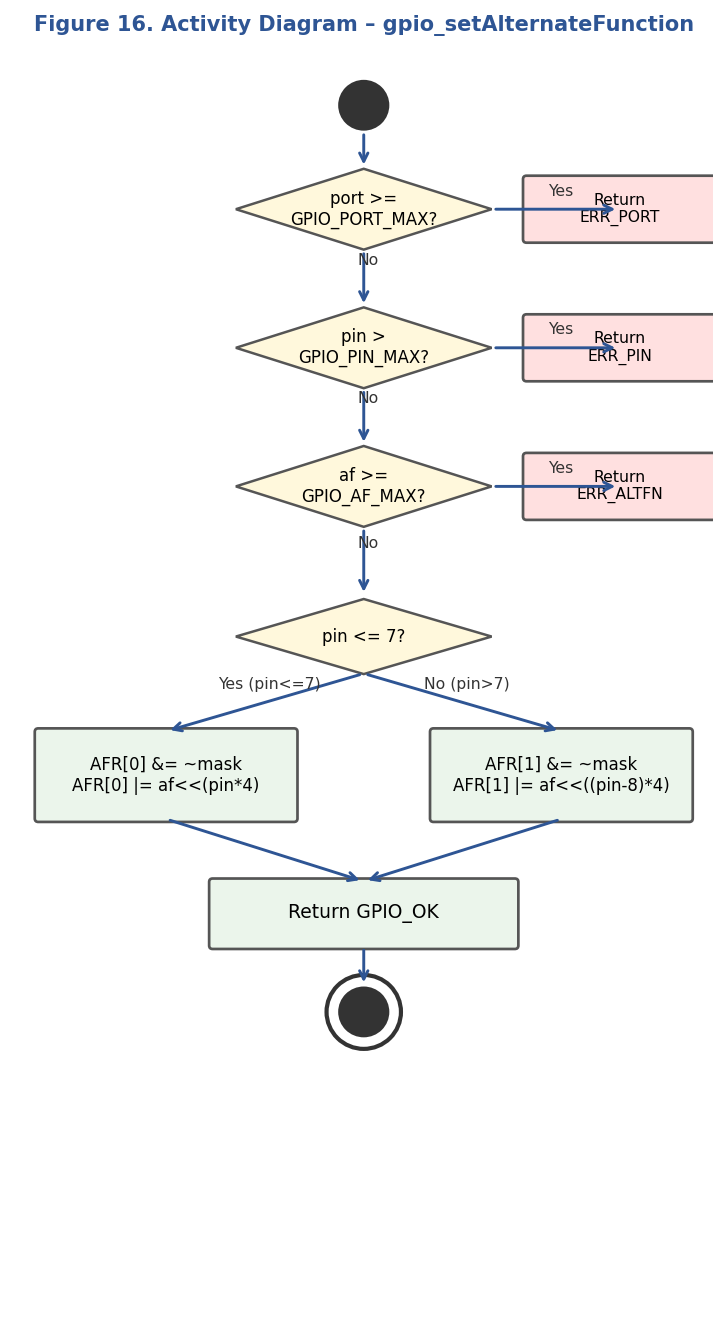 Figure 16. Activity Diagram – gpio_setAlternateFunction
port >=
GPIO_PORT_MAX?
Yes
Return
ERR_PORT
No
pin >
GPIO_PIN_MAX?
Yes
Return
ERR_PIN
No
af >=
GPIO_AF_MAX?
Yes
Return
ERR_ALTFN
No
pin <= 7?
Yes (pin<=7)
No (pin>7)
AFR[0] &= ~mask
AFR[0] |= af<<(pin*4)
AFR[1] &= ~mask
AFR[1] |= af<<((pin-8)*4)
Return GPIO_OK